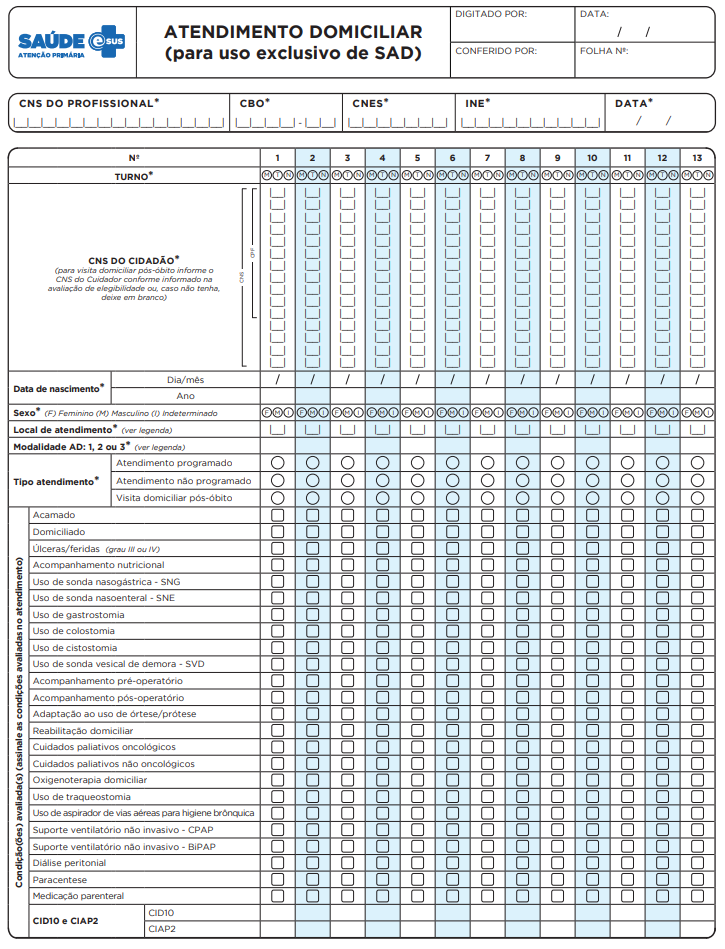 SAÚDE e SUS
ATENÇÃO PRIMÁRIA
ATENDIMENTO DOMICILIAR
(para uso exclusivo de SAD)
DIGITADO POR:
DATA:
/ /
CONFERIDO POR:
FOLHA Nº:
CNS DO PROFISSIONAL*
CBO*
-
CNES*
INE*
DATA*
/ /
Nº 1 2 3 4 5 6 7 8 9 10 11 12 13
TURNO* M T N M T N M T N M T N M T N M T N M T N M T N M T N M T N M T N M T N M T N
CNS DO CIDADÃO*
(para visita domiciliar pós-óbito informe o
CNS do Cuidador conforme informado na
avaliação de elegibilidade ou, caso não tenha,
deixe em branco)
CNS
CPF
Data de nascimento*
Dia/mês / / / / / / / / / / / / /
Ano
Sexo* (F) Feminino (M) Masculino (I) Indeterminado F M I F M I F M I F M I F M I F M I F M I F M I F M I F M I F M I F M I F M I
Local de atendimento* (ver legenda)
Modalidade AD: 1, 2 ou 3* (ver legenda)
Tipo atendimento*
Atendimento programado
Atendimento não programado
Visita domiciliar pós-óbito
Condição(ões) avaliada(s) (assinale as condições avaliadas no atendimento)
Acamado
Domiciliado
Úlceras/feridas (grau III ou IV)
Acompanhamento nutricional
Uso de sonda nasogástrica - SNG
Uso de sonda nasoenteral - SNE
Uso de gastrostomia
Uso de colostomia
Uso de cistostomia
Uso de sonda vesical de demora - SVD
Acompanhamento pré-operatório
Acompanhamento pós-operatório
Adaptação ao uso de órtese/prótese
Reabilitação domiciliar
Cuidados paliativos oncológicos
Cuidados paliativos não oncológicos
Oxigenoterapia domiciliar
Uso de traqueostomia
Uso de aspirador de vias aéreas para higiene brônquica
Suporte ventilatório não invasivo - CPAP
Suporte ventilatório não invasivo - BiPAP
Diálise peritonial
Paracentese
Medicação parenteral
CID10 e CIAP2
CID10
CIAP2